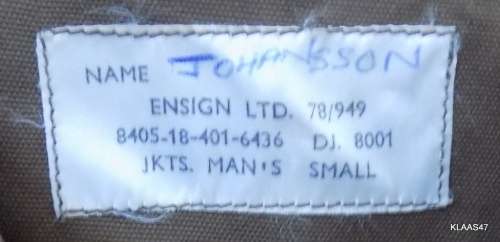 NAME JOHANSSON
ENSIGN LTD. 78/949
8405-18-401-6436 DJ. 8001
JKTS. MAN'S SMALL
KLAAS47